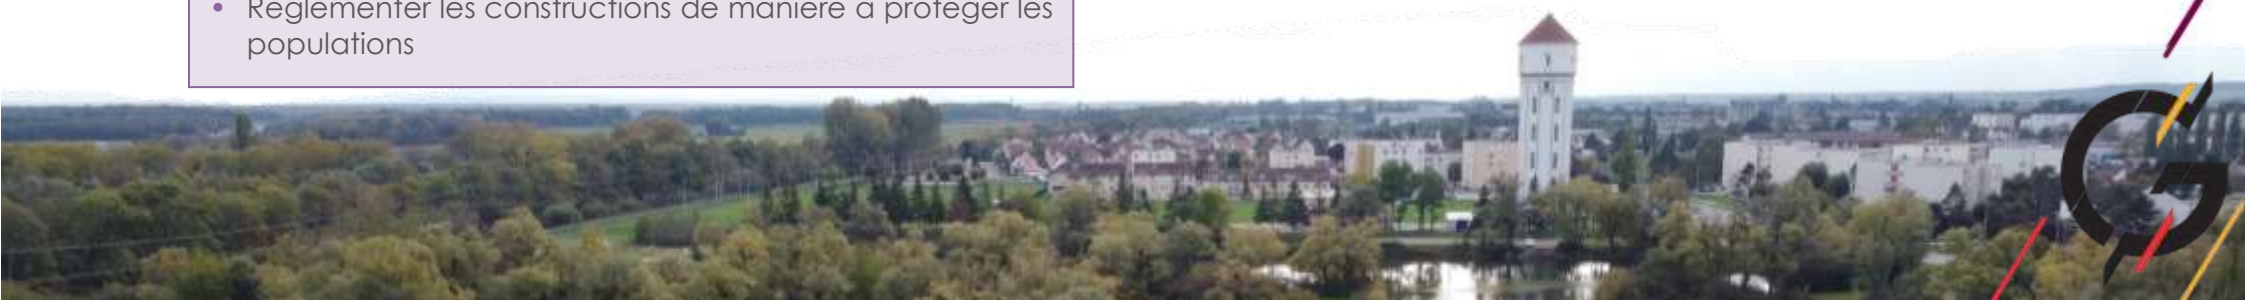 • Réglementer les constructions de manière à protéger les
populations